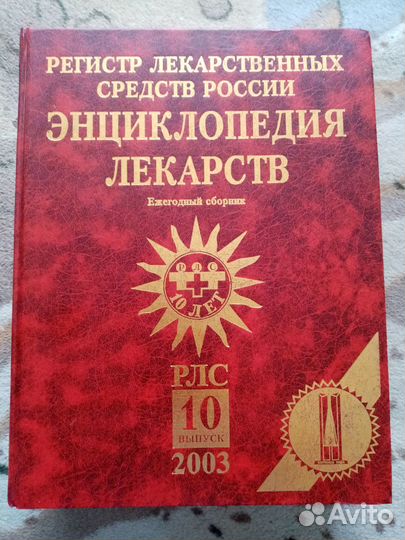 РЕГИСТР ЛЕКАРСТВЕННЫХ
СРЕДСТВ РОССИИ
ЭНЦИКЛОПЕДИЯ
ЛЕКАРСТВ
Ежегодный сборник
РЛС
10 ЛЕТ
РЛС
10
ВЫПУСК
2003
Avito